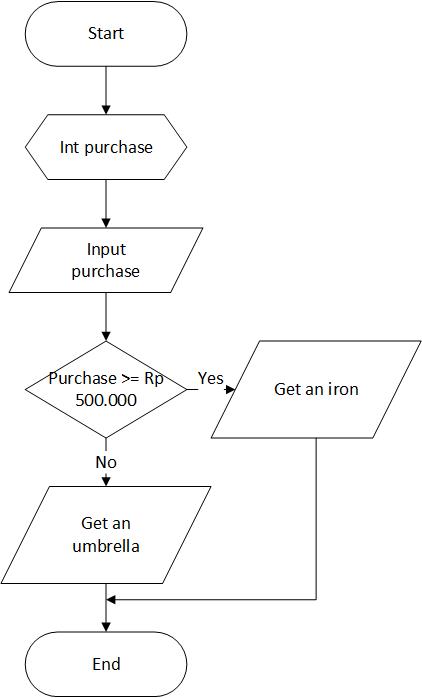 Start
Int purchase
Input
purchase
Purchase >= Rp
500.000
Yes
Get an iron
No
Get an
umbrella
End